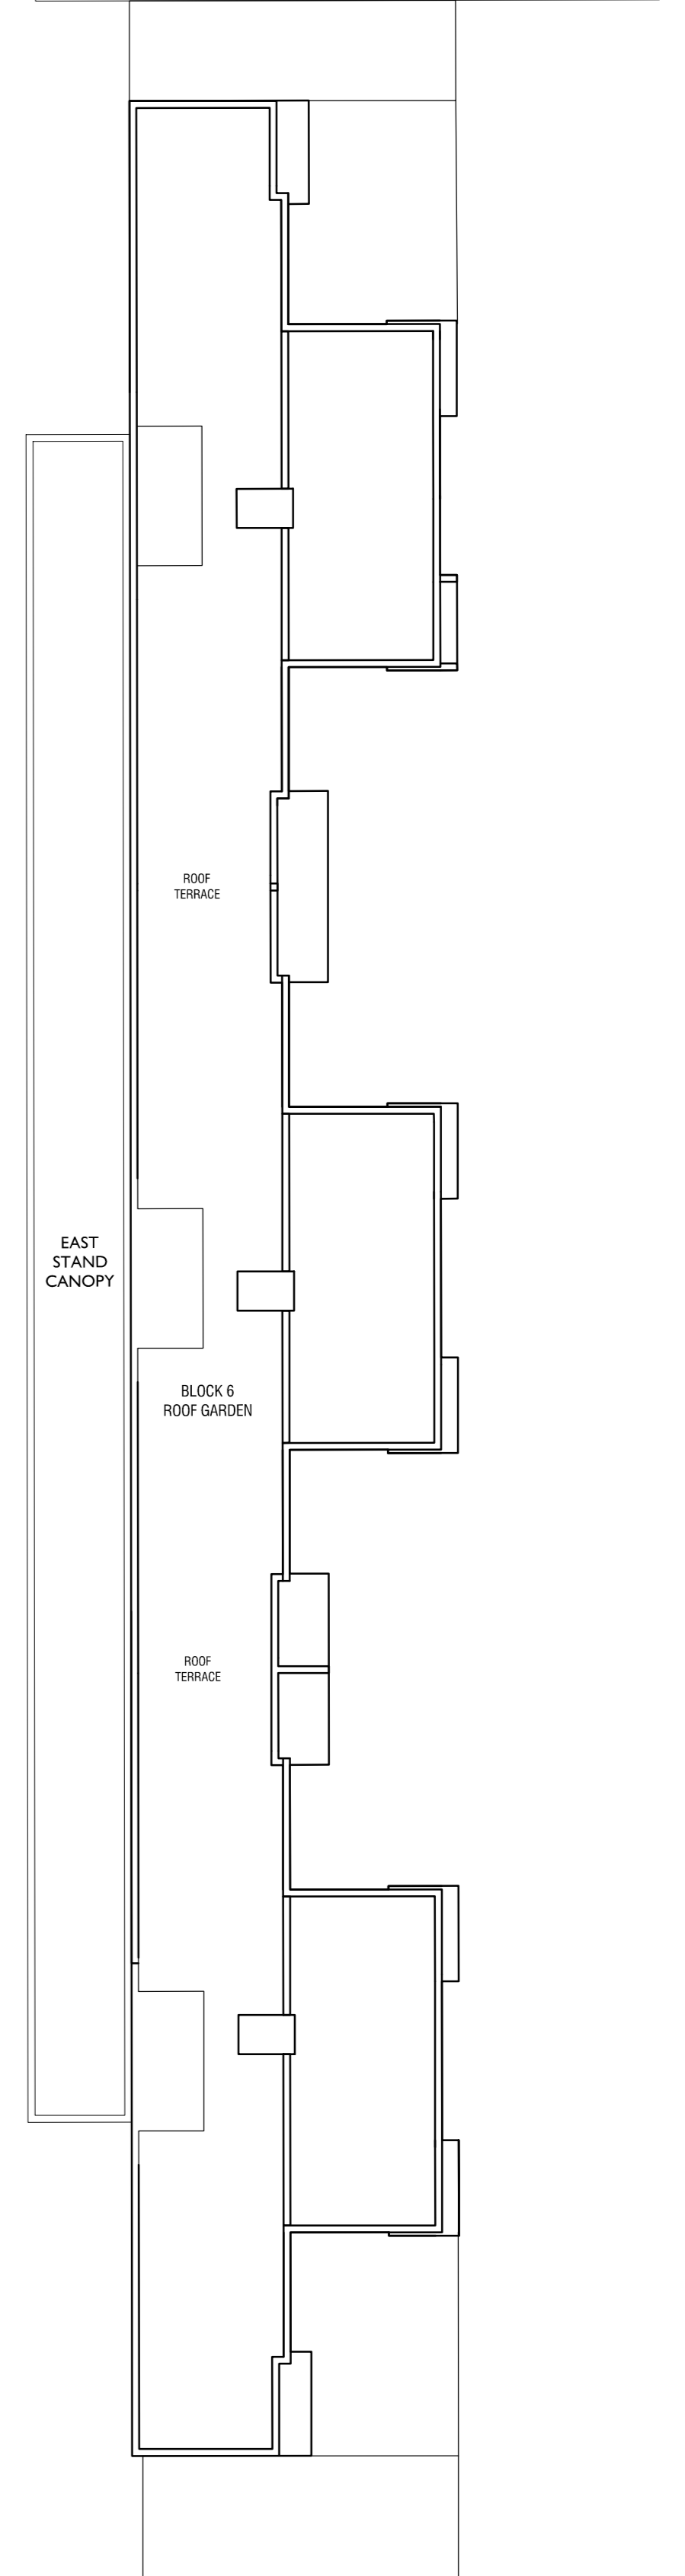 ROOF
TERRACE
EAST
STAND
CANOPY
BLOCK 6
ROOF GARDEN
ROOF
TERRACE